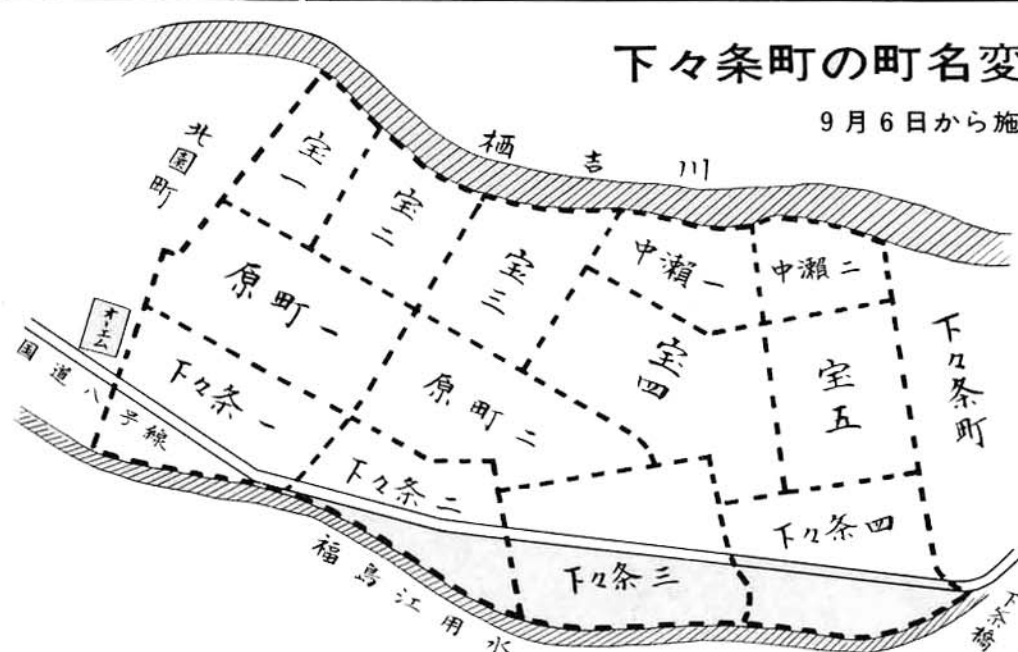 下々条町の町名変
9月6日から施
栖吉川
北園町
宝一
宝二
宝三
中瀬一
中瀬二
原町一
宝四
宝五
下々条町
オーエム
国道八号線
下々条一
原町二
下々条二
下々条三
下々条四
福島江用水